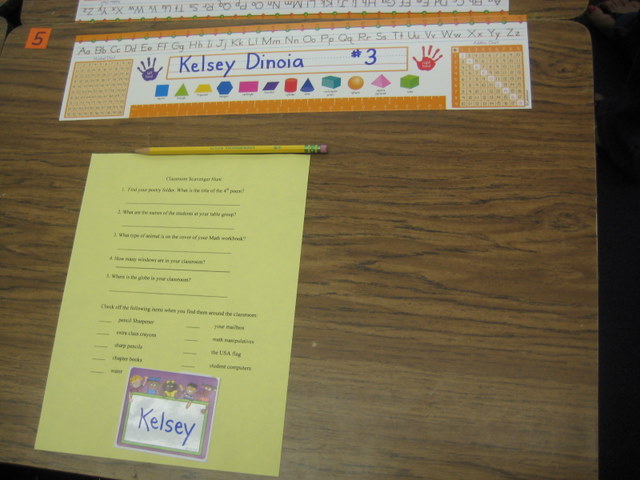 5
Aa Bb Cc Dd Ee Ff Gg Hh Ii Jj Kk Ll Mm Nn Oo Pp Qq Rr Ss Tt Uu Vv Ww Xx Yy Zz
Kelsey Dinoia #3
Classroom Scavenger Hunt
1. Find your poetry folder. What is the title of the 4th poem?
2. What are the names of the students at your table group?
3. What type of animal is on the cover of your Math workbook?
4. How many windows are in your classroom?
5. Where is the globe in your classroom?
Check off the following items when you find them around the classroom:
pencil Sharpener your mailbox
extra class crayons math manipulatives
sharp pencils the USA flag
chapter books student computers
water
Kelsey